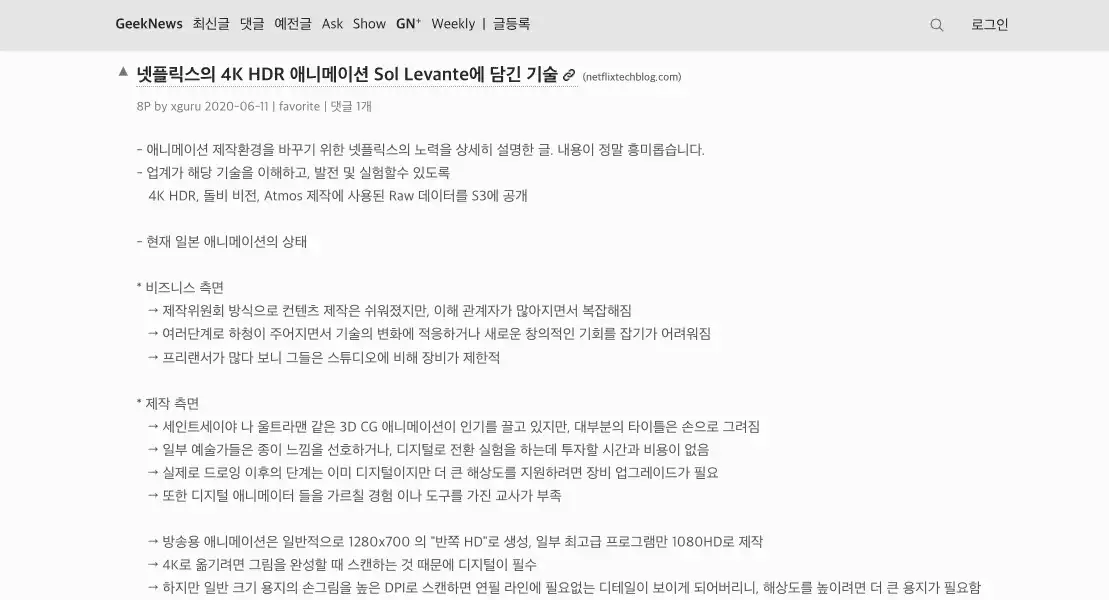 GeekNews 최신글 댓글 예전글 Ask Show GN⁺ Weekly | 글등록 로그인
▲ 넷플릭스의 4K HDR 애니메이션 Sol Levante에 담긴 기술 (netflixtechblog.com)
8P by xguru 2020-06-11 | favorite | 댓글 1개
- 애니메이션 제작환경을 바꾸기 위한 넷플릭스의 노력을 상세히 설명한 글. 내용이 정말 흥미롭습니다.
- 업계가 해당 기술을 이해하고, 발전 및 실험할수 있도록
4K HDR, 돌비 비전, Atmos 제작에 사용된 Raw 데이터를 S3에 공개
- 현재 일본 애니메이션의 상태
* 비즈니스 측면
→ 제작위원회 방식으로 컨텐츠 제작은 쉬워졌지만, 이해 관계자가 많아지면서 복잡해짐
→ 여러단계로 하청이 주어지면서 기술의 변화에 적응하거나 새로운 창의적인 기회를 잡기가 어려워짐
→ 프리랜서가 많다 보니 그들은 스튜디오에 비해 장비가 제한적
* 제작 측면
→ 세인트세이야 나 울트라맨 같은 3D CG 애니메이션이 인기를 끌고 있지만, 대부분의 타이틀은 손으로 그려짐
→ 일부 예술가들은 종이 느낌을 선호하거나, 디지털로 전환 실험을 하는데 투자할 시간과 비용이 없음
→ 실제로 드로잉 이후의 단계는 이미 디지털이지만 더 큰 해상도를 지원하려면 장비 업그레이드가 필요
→ 또한 디지털 애니메이터 들을 가르칠 경험 이나 도구를 가진 교사가 부족
→ 방송용 애니메이션은 일반적으로 1280x700 의 "반쪽 HD"로 생성, 일부 최고급 프로그램만 1080HD로 제작
→ 4K로 옮기려면 그림을 완성할 때 스캔하는 것 때문에 디지털이 필수
→ 하지만 일반 크기 용지의 손그림을 높은 DPI로 스캔하면 연필 라인에 필요없는 디테일이 보이게 되어버리니, 해상도를 높이려면 더 큰 용지가 필요함